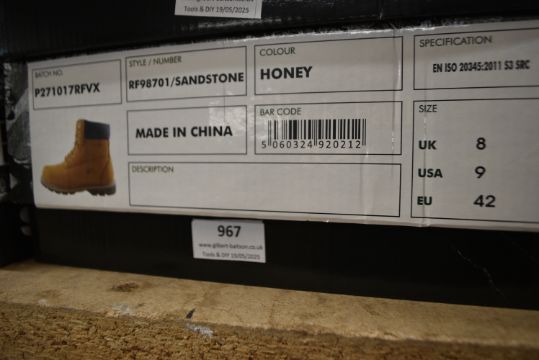 Tools & DIY 19/05/2025
BATCH NO.
P271017RFVX
STYLE / NUMBER
RF98701/SANDSTONE
COLOUR
HONEY
SPECIFICATION
EN ISO 20345:2011 S3 SRC
MADE IN CHINA
BAR CODE
5 060324 920212
SIZE
UK 8
USA 9
EU 42
DESCRIPTION
967
www.gilbert-baitson.co.uk
Tools & DIY 19/05/2025